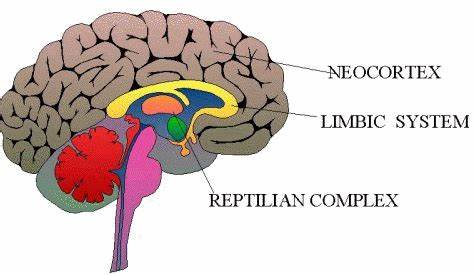 NEOCORTEX
LIMBIC SYSTEM
REPTILIAN COMPLEX